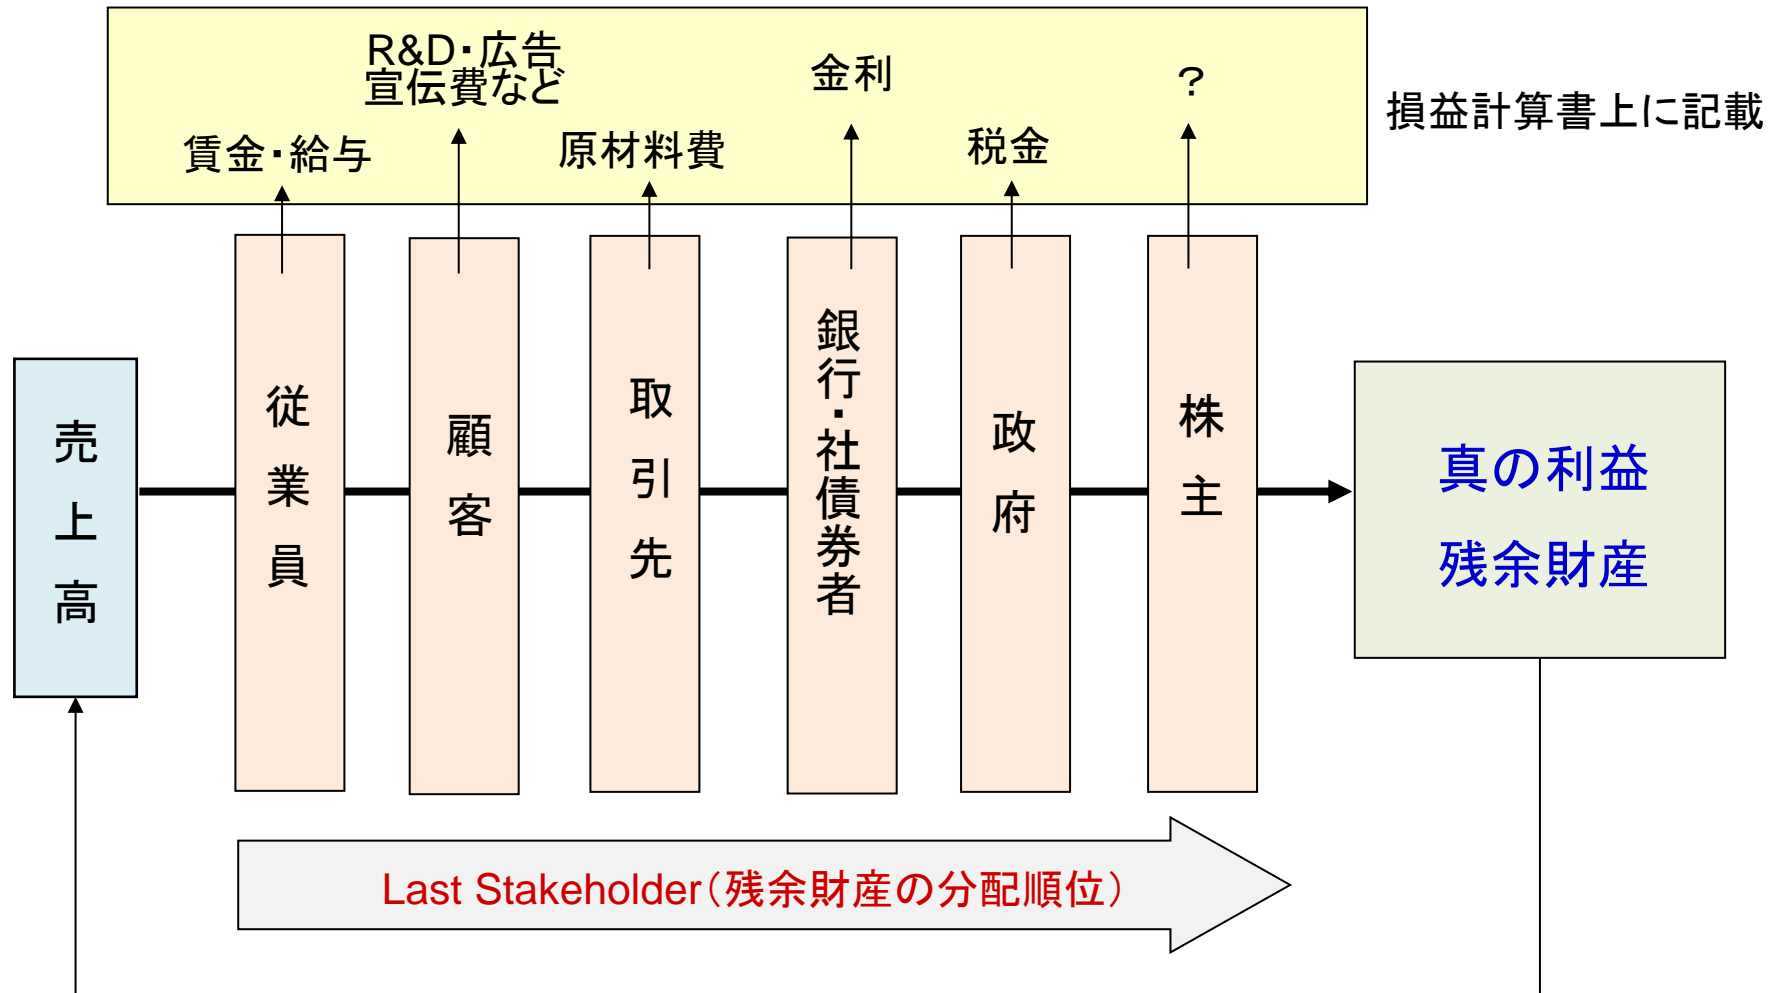 R&D・広告
宣伝費など
金利
？
損益計算書上に記載
賃金・給与
原材料費
税金
売上高
従業員
顧客
取引先
銀行・社債券者
政府
株主
真の利益
残余財産
Last Stakeholder（残余財産の分配順位）